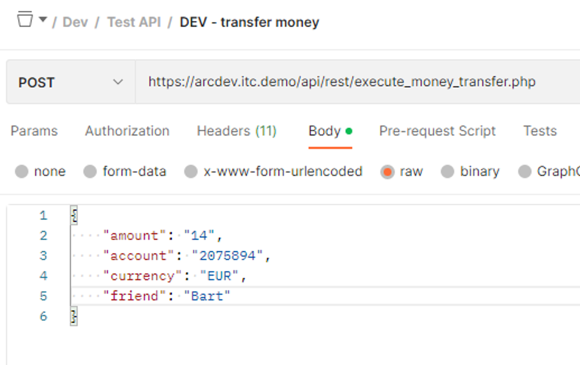 / Dev / Test API / DEV - transfer money
POST https://arcdev.itc.demo/api/rest/execute_money_transfer.php
Params Authorization Headers (11) Body Pre-request Script Tests
none form-data x-www-form-urlencoded raw binary GraphQ
1 {
2 "amount": "14",
3 "account": "2075894",
4 "currency": "EUR",
5 "friend": "Bart"
6 }